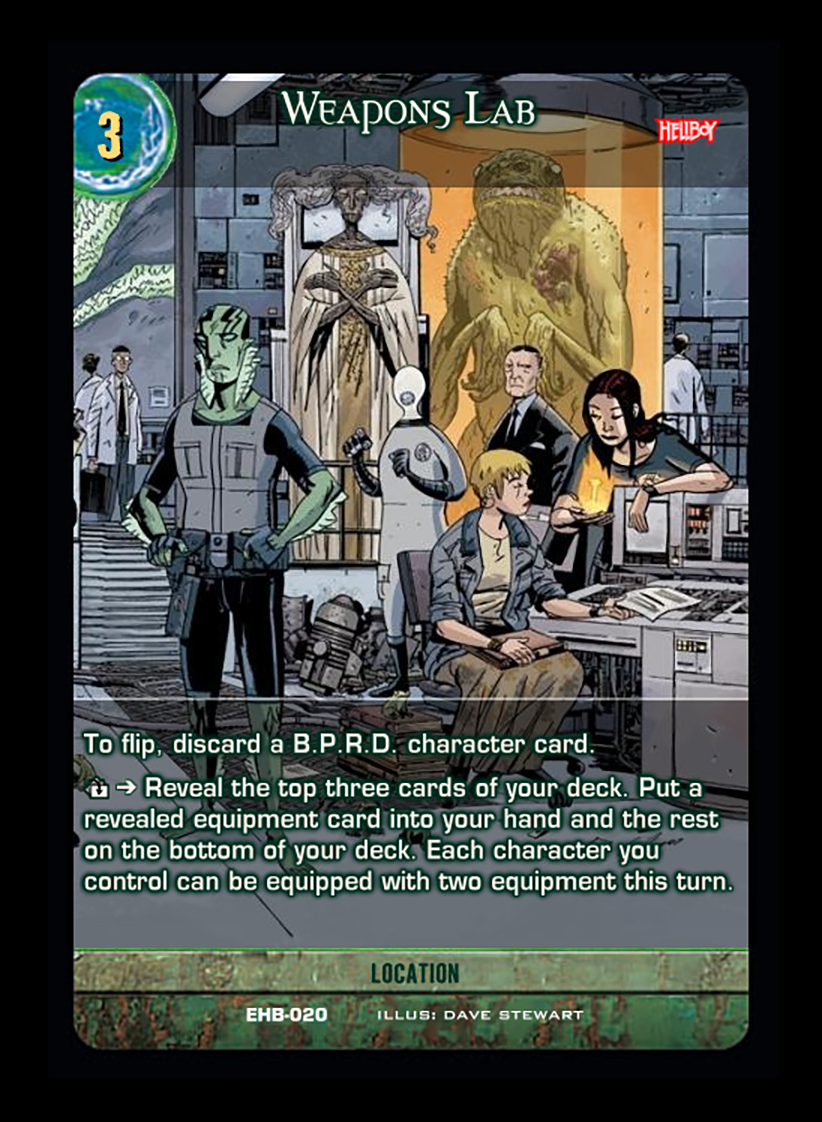 3
Weapons Lab
HELLBOY
To flip, discard a B.P.R.D. character card.
➔ Reveal the top three cards of your deck. Put a
revealed equipment card into your hand and the rest
on the bottom of your deck. Each character you
control can be equipped with two equipment this turn.
LOCATION
EHB-020 ILLUS: DAVE STEWART